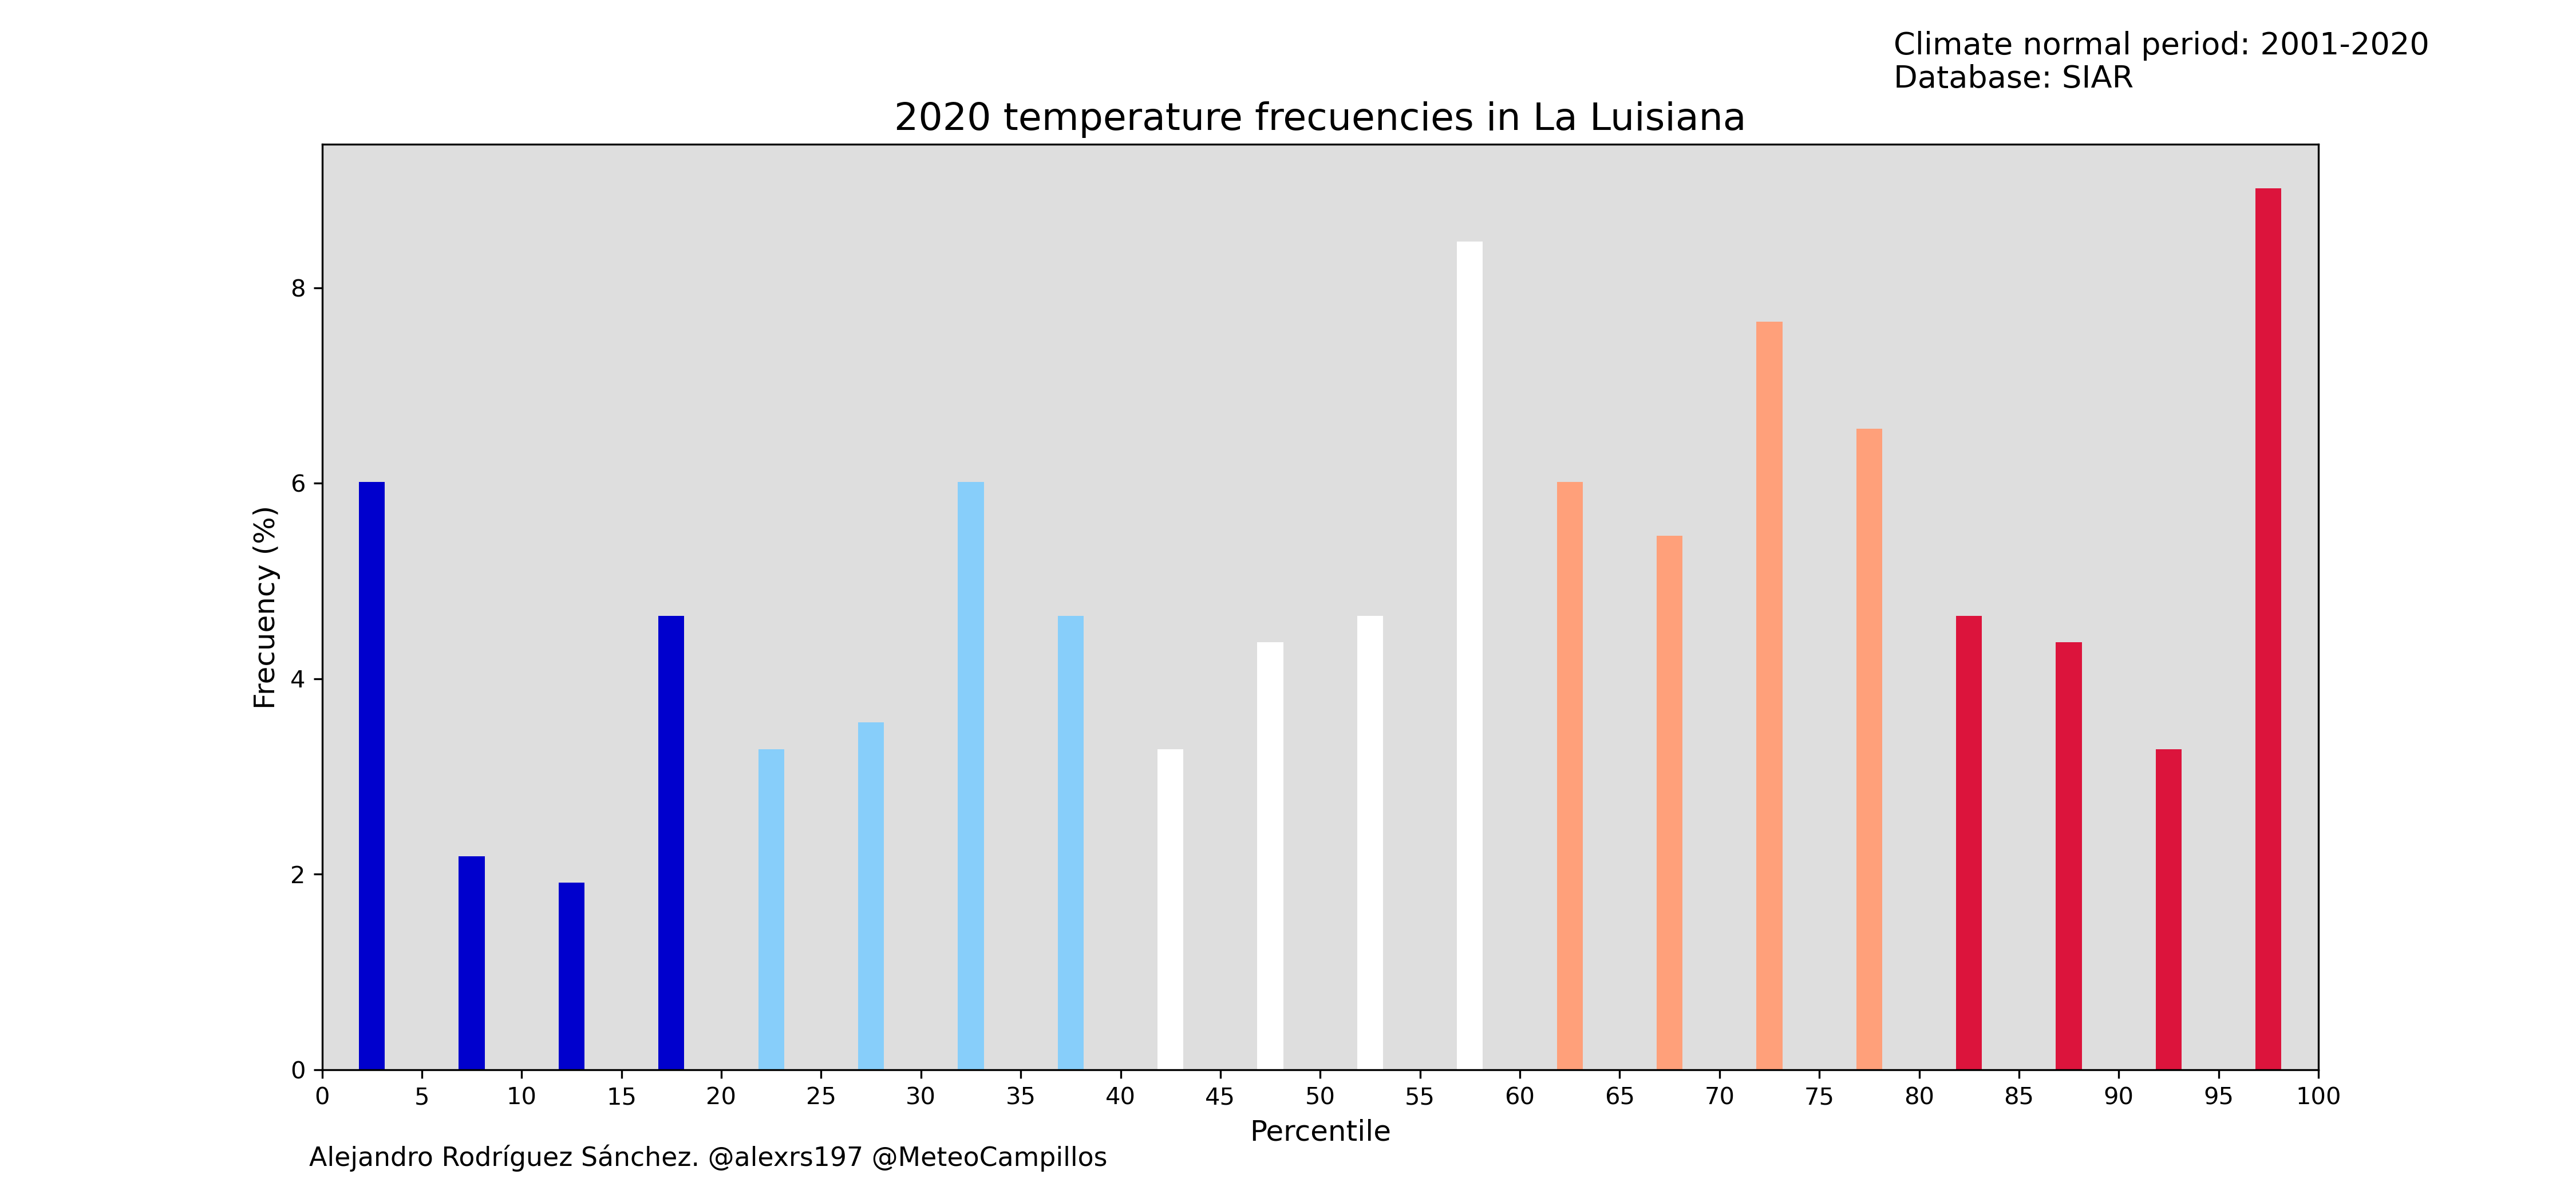 Climate normal period: 2001-2020
Database: SIAR
2020 temperature frecuencies in La Luisiana
Frecuency (%)
8
6
4
2
0
0 5 10 15 20 25 30 35 40 45 50 55 60 65 70 75 80 85 90 95 100
Percentile
Alejandro Rodríguez Sánchez. @alexrs197 @MeteoCampillos